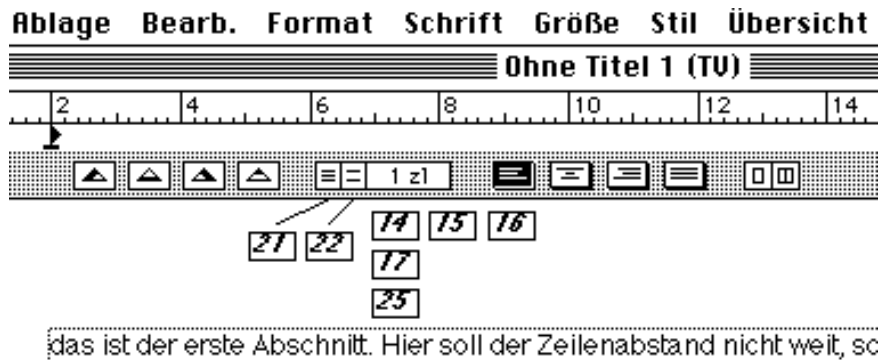 Ablage Bearb. Format Schrift Größe Stil Übersicht
Ohne Titel 1 (TV)
2 4 6 8 10 12 14
1 zl
14 15 16
21 22
17
25
das ist der erste Abschnitt. Hier soll der Zeilenabstand nicht weit, so